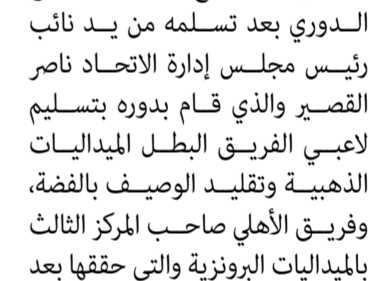 الدوري بعد تسلمه من يد نائب
رئيس مجلس إدارة الاتحاد ناصر
القصير والذي قام بدوره بتسليم
لاعبي الفريق البطل الميداليات
الذهبية وتقليد الوصيف بالفضة،
وفريق الأهلي صاحب المركز الثالث
بالميداليات البرونزية والتي حققها بعد